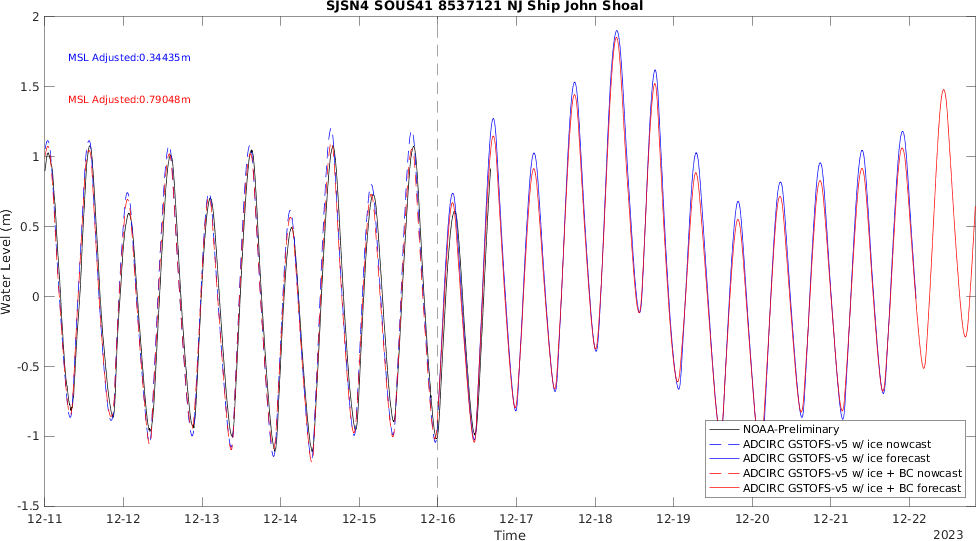 SJSN4 SOUS41 8537121 NJ Ship John Shoal
MSL Adjusted:0.34435m
MSL Adjusted:0.79048m
Water Level (m)
2
1.5
1
0.5
0
-0.5
-1
-1.5
NOAA-Preliminary
ADCIRC GSTOFS-v5 w/ ice nowcast
ADCIRC GSTOFS-v5 w/ ice forecast
ADCIRC GSTOFS-v5 w/ ice + BC nowcast
ADCIRC GSTOFS-v5 w/ ice + BC forecast
12-11 12-12 12-13 12-14 12-15 12-16 12-17 12-18 12-19 12-20 12-21 12-22
Time
2023